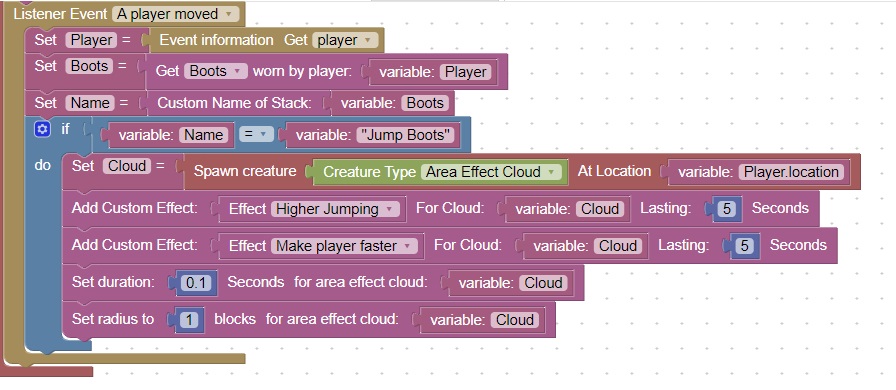 Listener Event A player moved
Set Player = Event information Get player
Set Boots = Get Boots worn by player: variable: Player
Set Name = Custom Name of Stack: variable: Boots
if variable: Name = variable: "Jump Boots"
do Set Cloud = Spawn creature Creature Type Area Effect Cloud At Location variable: Player.location
Add Custom Effect: Effect Higher Jumping For Cloud: variable: Cloud Lasting: 5 Seconds
Add Custom Effect: Effect Make player faster For Cloud: variable: Cloud Lasting: 5 Seconds
Set duration: 0.1 Seconds for area effect cloud: variable: Cloud
Set radius to 1 blocks for area effect cloud: variable: Cloud